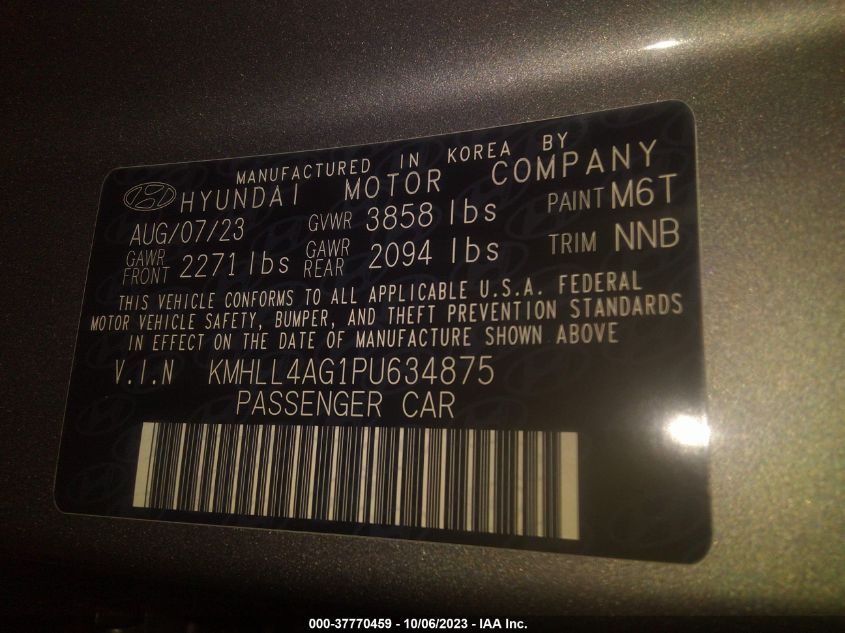 MANUFACTURED IN KOREA BY
HYUNDAI MOTOR COMPANY
AUG/07/23 GVWR 3858 lbs PAINT M6T
GAWR FRONT 2271 lbs GAWR REAR 2094 lbs TRIM NNB
THIS VEHICLE CONFORMS TO ALL APPLICABLE U.S.A. FEDERAL
MOTOR VEHICLE SAFETY, BUMPER, AND THEFT PREVENTION STANDARDS
IN EFFECT ON THE DATE OF MANUFACTURE SHOWN ABOVE
V.I.N KMHLL4AG1PU634875
PASSENGER CAR
000-37770459 - 10/06/2023 - IAA Inc.